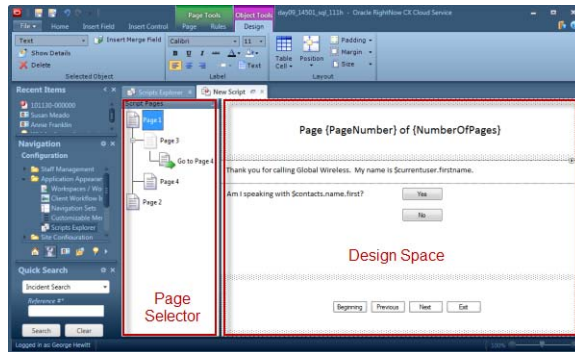 Page Tools
Object Tools
may09_14501_sql_111h - Oracle RightNow CX Cloud Service
File
Home
Insert Field
Insert Control
Page
Rules
Design
Text
Insert Merge Field
Show Details
Delete
Selected Object
Calibri
11
B I U
Text
Label
Table Cell
Position
Padding
Margin
Size
Layout
Recent Items
101130-000000
Susan Meads
Annie Franklin
Navigation
Configuration
Staff Management
Application Appearance
Workspaces / Wo
Client Workflow
Navigation Sets
Customizable Me
Scripts Explorer
Site Configuration
Quick Search
Incident Search
Reference #*
Search
Clear
Logged in as: George Hewitt
Scripts Explorer
New Script
Script Pages
Page 1
Page 3
Go to Page 4
Page 4
Page 2
Page Selector
Page {PageNumber} of {NumberOfPages}
Thank you for calling Global Wireless. My name is $currentuser.firstname.
Am I speaking with $contacts.name.first?
Yes
No
Design Space
Beginning
Previous
Next
Exit
100%